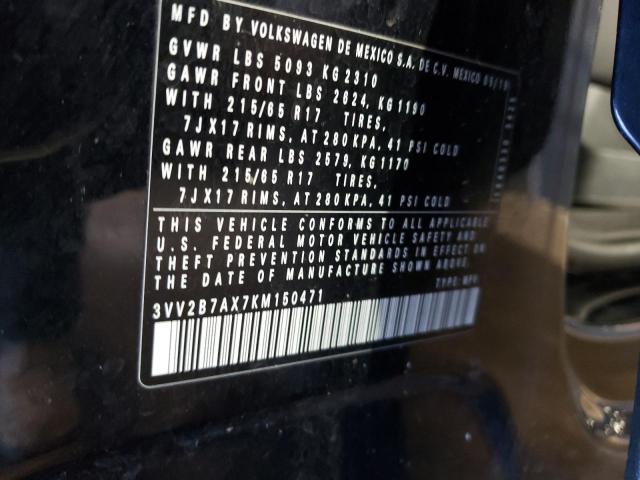 MFD BY VOLKSWAGEN DE MEXICO S.A. DE C.V. MEXICO 05/19
GVWR LBS 5093 KG 2310
GAWR FRONT LBS 2624, KG 1190
WITH 215/65 R17 TIRES,
7JX17 RIMS, AT 280 KPA, 41 PSI COLD
GAWR REAR LBS 2579, KG 1170
WITH 215/65 R17 TIRES,
7JX17 RIMS, AT 280 KPA, 41 PSI COLD
THIS VEHICLE CONFORMS TO ALL APPLICABLE
U.S. FEDERAL MOTOR VEHICLE SAFETY AND
THEFT PREVENTION STANDARDS IN EFFECT ON
THE DATE OF MANUFACTURE SHOWN ABOVE.
3VV2B7AX7KM150471 TYPE: MPV